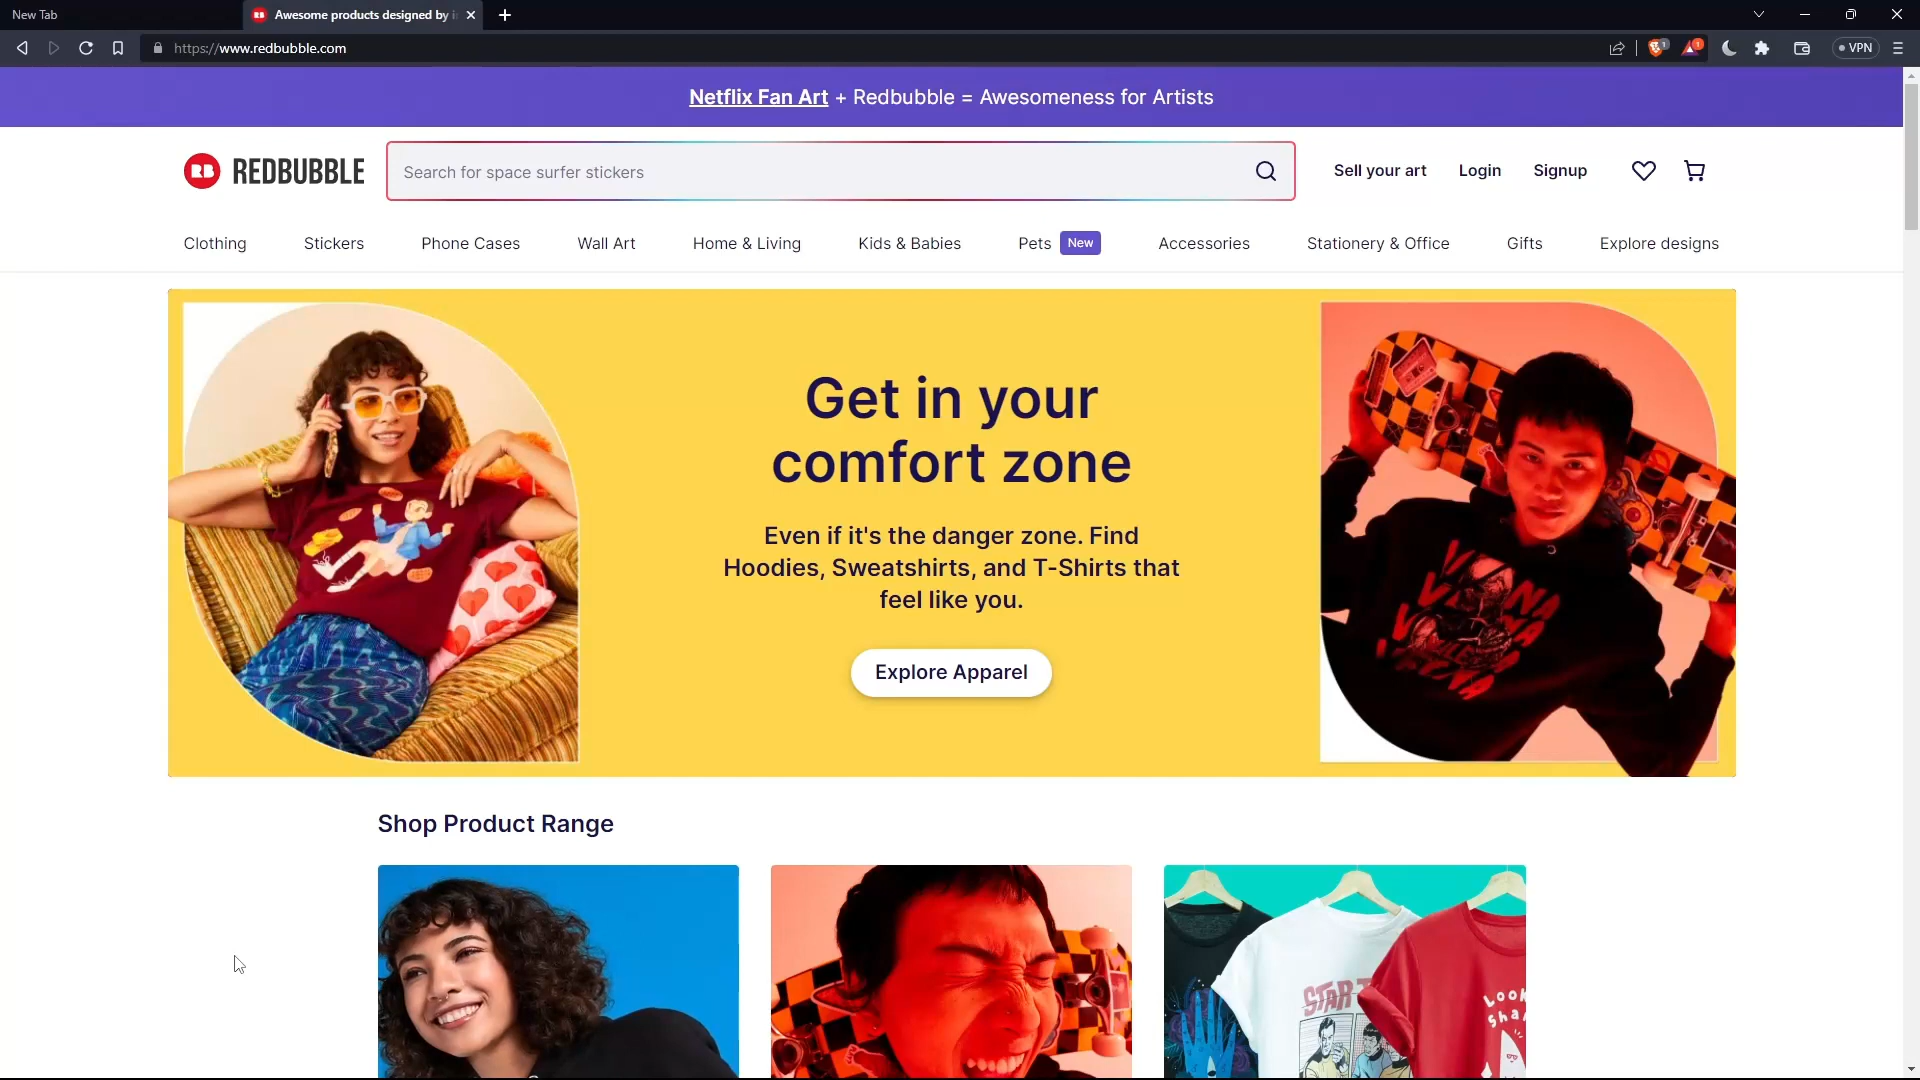 New Tab
Awesome products designed by i
https://www.redbubble.com
1
1
VPN
Netflix Fan Art + Redbubble = Awesomeness for Artists
RB REDBUBBLE
Search for space surfer stickers
Sell your art
Login
Signup
Clothing
Stickers
Phone Cases
Wall Art
Home & Living
Kids & Babies
Pets New
Accessories
Stationery & Office
Gifts
Explore designs
Get in your
comfort zone
Even if it's the danger zone. Find
Hoodies, Sweatshirts, and T-Shirts that
feel like you.
Explore Apparel
Shop Product Range